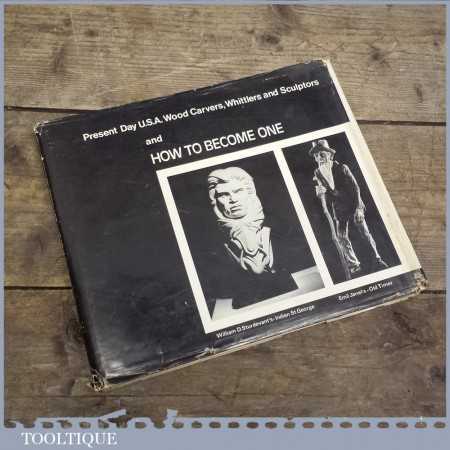 Present Day U.S.A. Wood Carvers, Whittlers and Sculptors
and
HOW TO BECOME ONE
William D. Sturdevant's - Indian St George
Emil Janel's - Old Timer
TOOLTIQUE